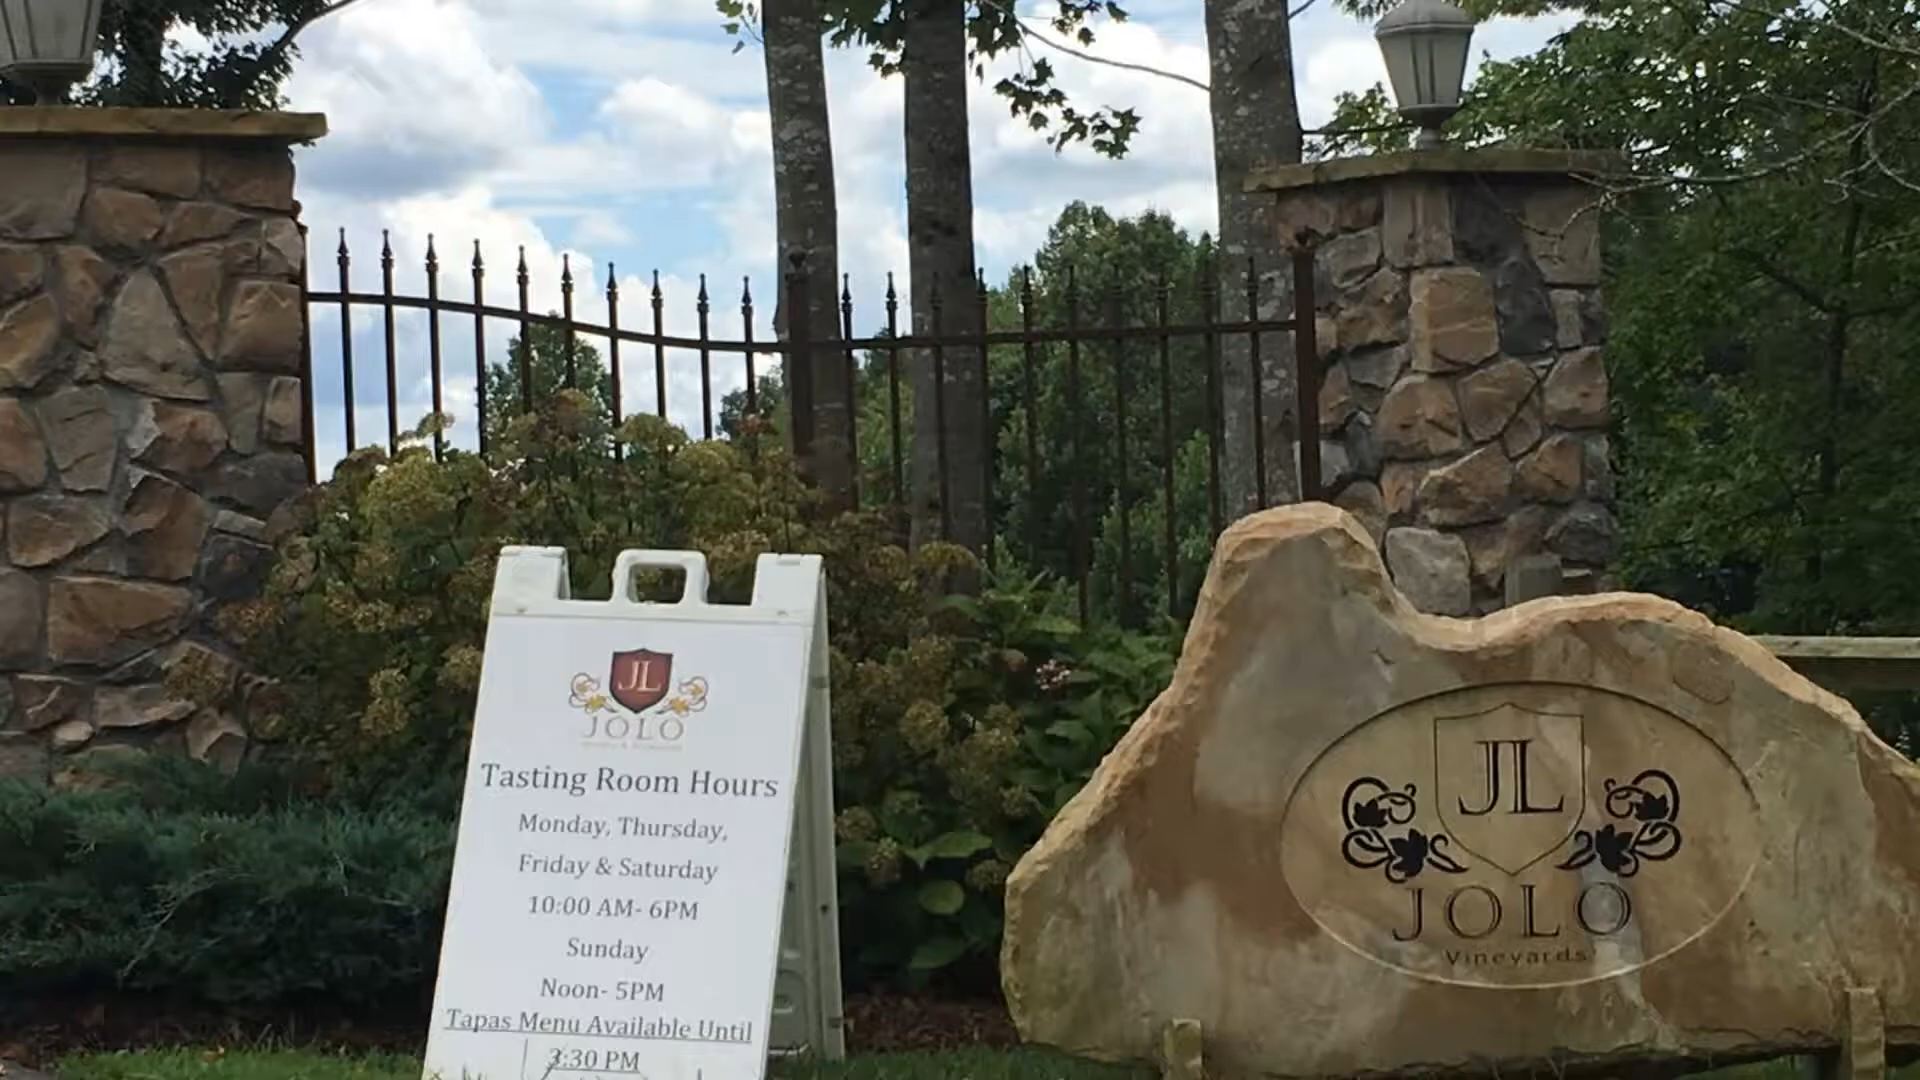 JL
JOLO
Tasting Room Hours
Monday, Thursday,
Friday & Saturday
10:00 AM- 6PM
Sunday
Noon- 5PM
Tapas Menu Available Until
3:30 PM
JL
JOLO
Vineyards